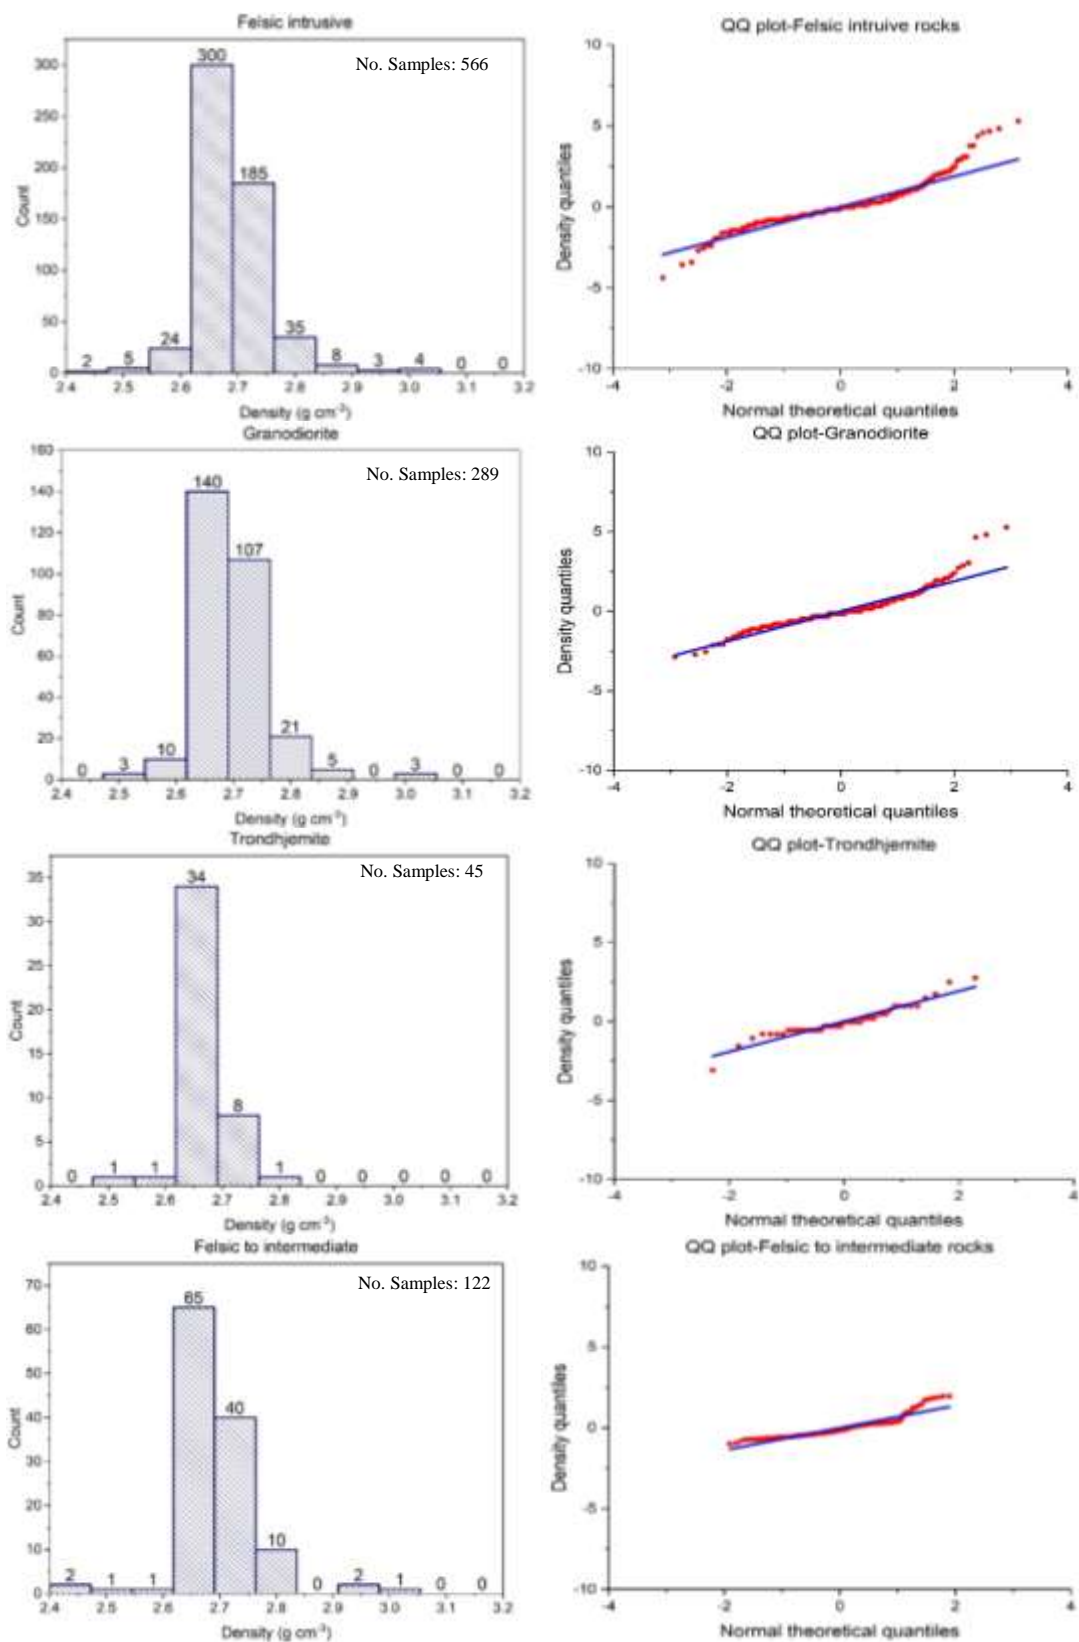 Felsic intrusive
No. Samples: 566
300
250
200
150
100
50
0
Count
2 5 24 300 185 35 8 3 4 0 0
2.4 2.5 2.6 2.7 2.8 2.9 3.0 3.1 3.2
Density (g cm⁻³)
QQ plot-Felsic intruive rocks
10
5
0
-5
-10
Density quantiles
-4 -2 0 2 4
Normal theoretical quantiles
Granodiorite
No. Samples: 289
160
140
120
100
80
60
40
20
0
Count
0 3 10 140 107 21 5 0 3 0 0
2.4 2.5 2.6 2.7 2.8 2.9 3.0 3.1 3.2
Density (g cm⁻³)
QQ plot-Granodiorite
10
5
0
-5
-10
Density quantiles
-4 -2 0 2 4
Normal theoretical quantiles
Trondhjemite
No. Samples: 45
35
30
25
20
15
10
5
0
Count
0 1 1 34 8 1 0 0 0 0 0
2.4 2.5 2.6 2.7 2.8 2.9 3.0 3.1 3.2
Density (g cm⁻³)
QQ plot-Trondhjemite
10
5
0
-5
-10
Density quantiles
-4 -2 0 2 4
Normal theoretical quantiles
Felsic to intermediate
No. Samples: 122
70
60
50
40
30
20
10
0
Count
2 1 1 65 40 10 0 2 1 0 0
2.4 2.5 2.6 2.7 2.8 2.9 3.0 3.1 3.2
Density (g cm⁻³)
QQ plot-Felsic to intermediate rocks
10
5
0
-5
-10
Density quantiles
-4 -2 0 2 4
Normal theoretical quantiles